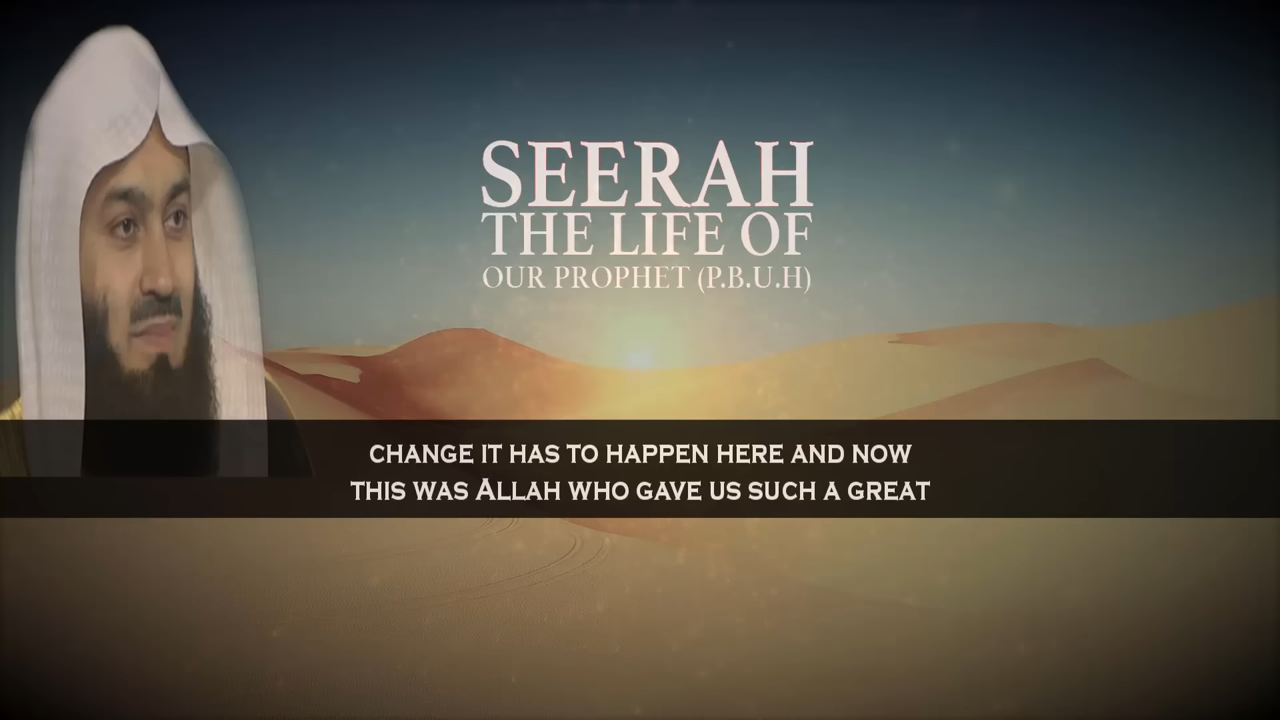 SEERAH
THE LIFE OF
OUR PROPHET (P.B.U.H)
CHANGE IT HAS TO HAPPEN HERE AND NOW
THIS WAS ALLAH WHO GAVE US SUCH A GREAT